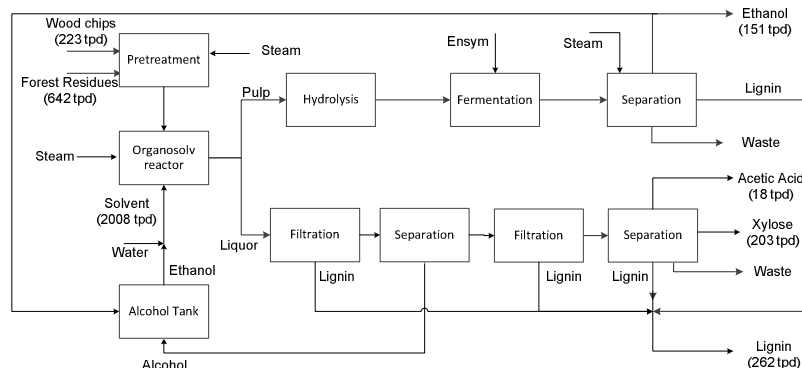 Wood chips
(223 tpd)
Forest Residues
(642 tpd)
Pretreatment
Steam
Ensym
Steam
Ethanol
(151 tpd)
Pulp
Hydrolysis
Fermentation
Separation
Lignin
Waste
Steam
Organosolv
reactor
Solvent
(2008 tpd)
Water
Ethanol
Liquor
Filtration
Separation
Filtration
Separation
Acetic Acid
(18 tpd)
Xylose
(203 tpd)
Waste
Lignin
Lignin
Lignin
Alcohol Tank
Alcohol
Lignin
(262 tpd)